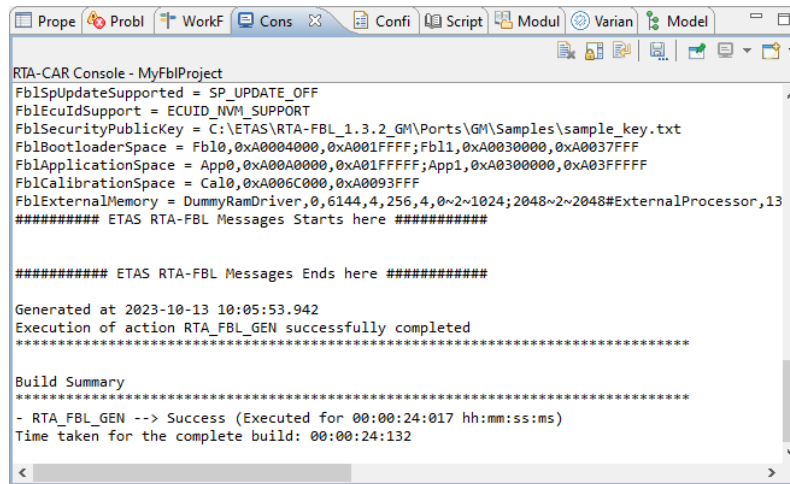 Prope Probl WorkF Cons Confi Script Modul Varian Model
RTA-CAR Console - MyFblProject
FblSpUpdateSupported = SP_UPDATE_OFF
FblEcuIdSupport = ECUID_NVM_SUPPORT
FblSecurityPublicKey = C:\ETAS\RTA-FBL_1.3.2_GM\Ports\GM\Samples\sample_key.txt
FblBootloaderSpace = Fbl0,0xA0004000,0xA001FFFF;Fbl1,0xA0030000,0xA0037FFF
FblApplicationSpace = App0,0xA00A0000,0xA01FFFFF;App1,0xA0300000,0xA03FFFFF
FblCalibrationSpace = Cal0,0xA006C000,0xA0093FFF
FblExternalMemory = DummyRamDriver,0,6144,4,256,4,0~2~1024;2048~2~2048#ExternalProcessor,13
########## ETAS RTA-FBL Messages Starts here ###########
########### ETAS RTA-FBL Messages Ends here ############
Generated at 2023-10-13 10:05:53.942
Execution of action RTA_FBL_GEN successfully completed
********************************************************************************
Build Summary
********************************************************************************
- RTA_FBL_GEN --> Success (Executed for 00:00:24:017 hh:mm:ss:ms)
Time taken for the complete build: 00:00:24:132